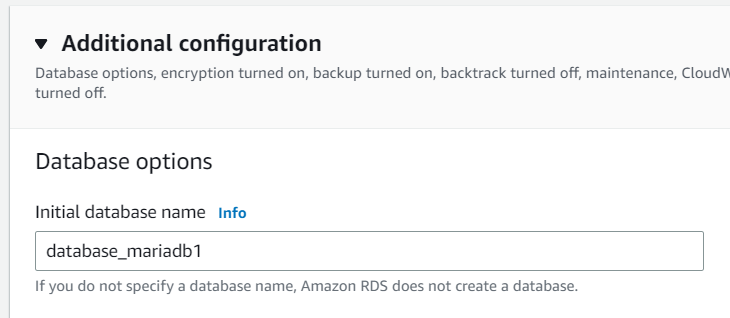 Additional configuration
Database options, encryption turned on, backup turned on, backtrack turned off, maintenance,
turned off.
Database options
Initial database name Info
database_mariadb1
If you do not specify a database name, Amazon RDS does not create a database.